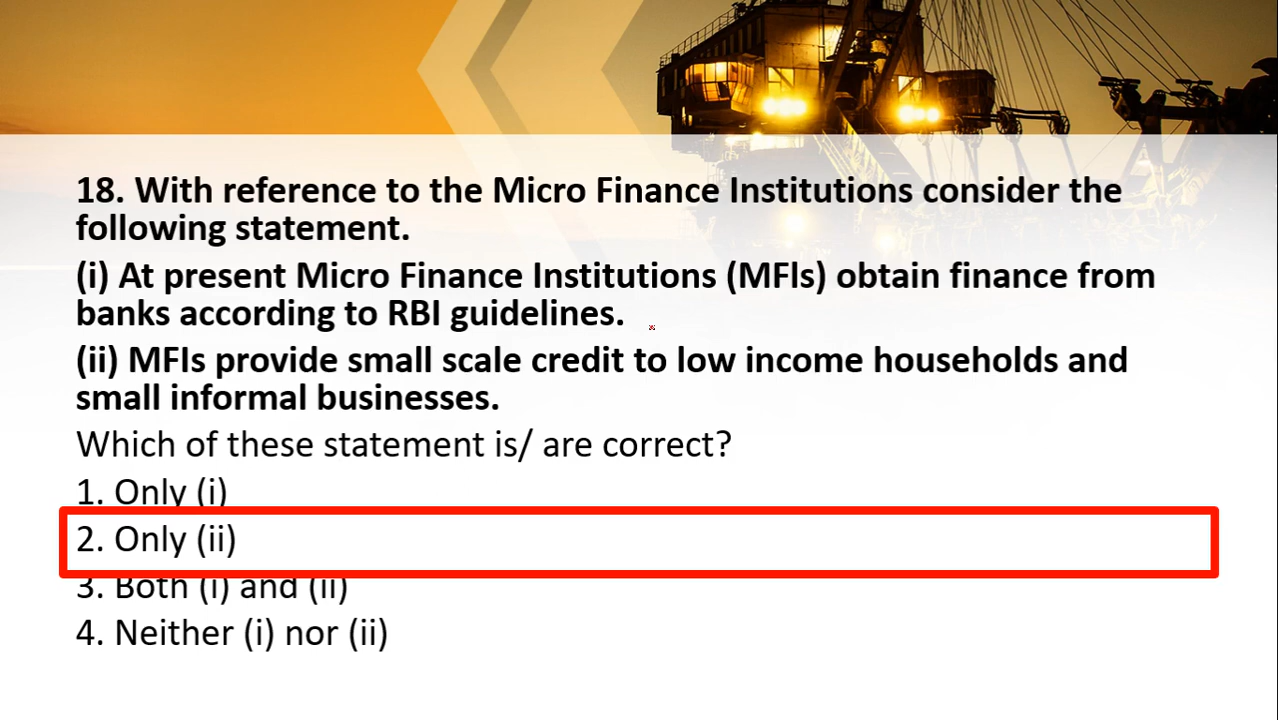 18. With reference to the Micro Finance Institutions consider the
following statement.
(i) At present Micro Finance Institutions (MFIs) obtain finance from
banks according to RBI guidelines.
(ii) MFIs provide small scale credit to low income households and
small informal businesses.
Which of these statement is/ are correct?
1. Only (i)
2. Only (ii)
3. Both (i) and (ii)
4. Neither (i) nor (ii)